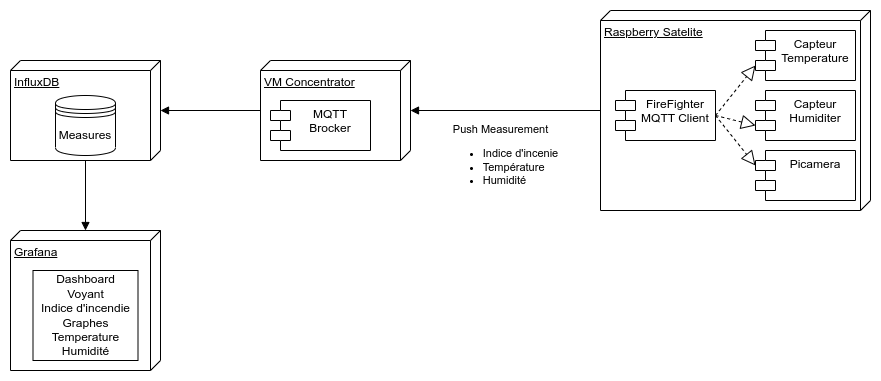 Raspberry Satelite
Capteur
Temperature
InfluxDB
VM Concentrator
MQTT
Brocker
FireFighter
MQTT Client
Capteur
Humiditer
Measures
Push Measurement
Indice d'incenie
Température
Humidité
Picamera
Grafana
Dashboard
Voyant
Indice d'incendie
Graphes
Temperature
Humidité